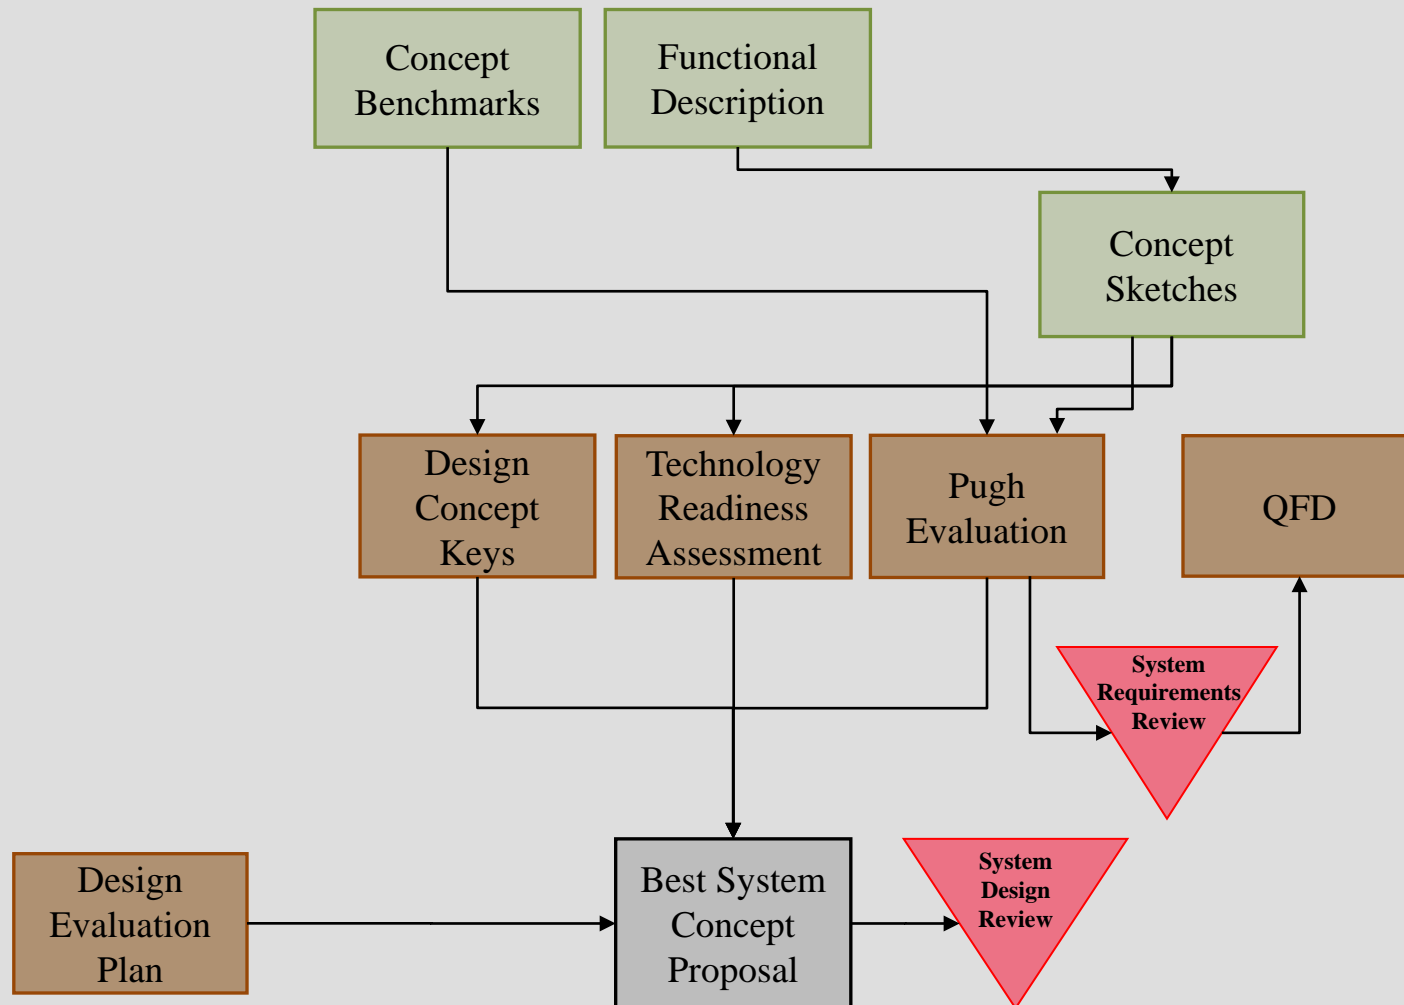 Concept
Benchmarks
Functional
Description
Concept
Sketches
Design
Concept
Keys
Technology
Readiness
Assessment
Pugh
Evaluation
QFD
System
Requirements
Review
Design
Evaluation
Plan
Best System
Concept
Proposal
System
Design
Review